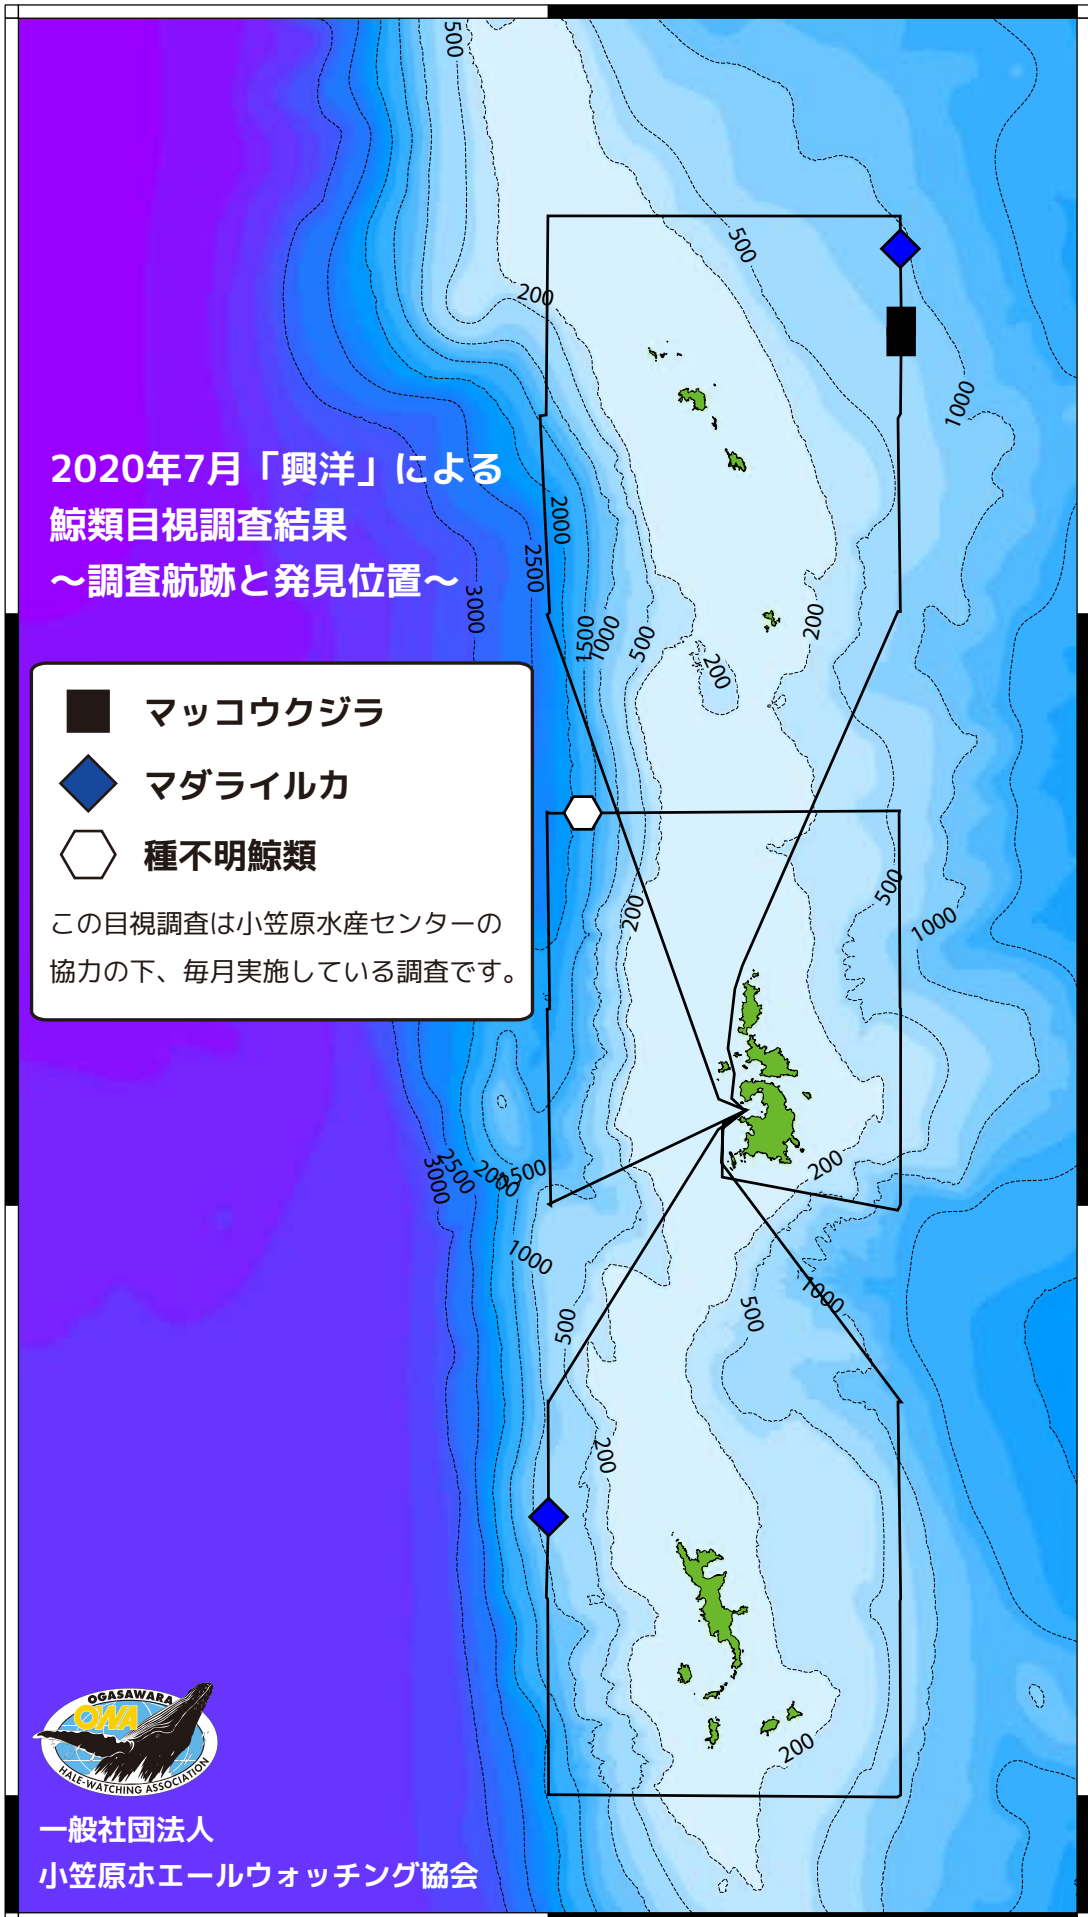 500
500
200
1000
2020年7月「興洋」による
鯨類目視調査結果
～調査航跡と発見位置～
2000
2500
3000
1500
1000
500
200
200
マッコウクジラ
マダライルカ
種不明鯨類
この目視調査は小笠原水産センターの
協力の下、毎月実施している調査です。
200
500
1000
3000
2500
2000
1500
200
1000
500
500
1000
200
200
OGASAWARA
OWA
HALE-WATCHING ASSOCIATION
一般社団法人
小笠原ホエールウォッチング協会